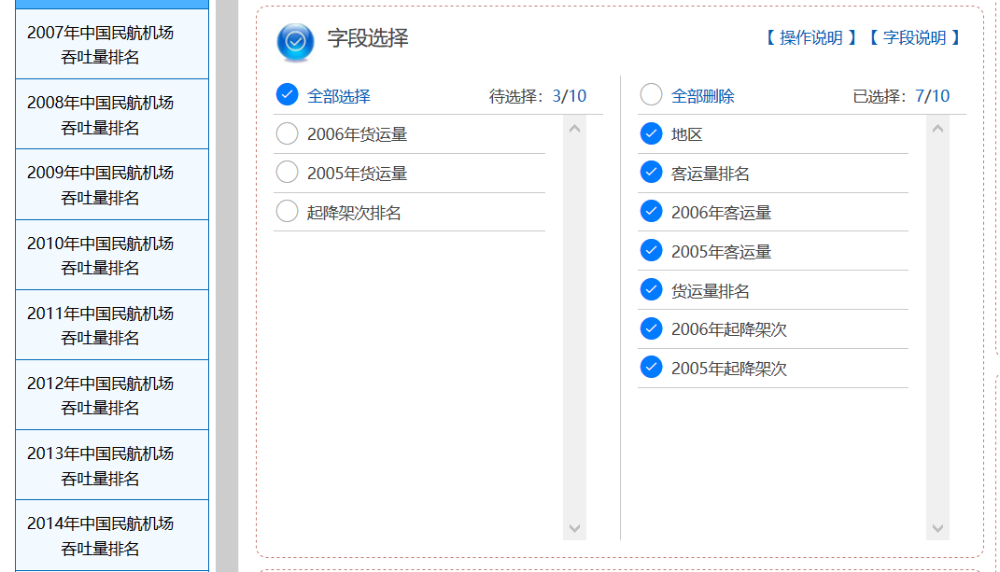 2007年中国民航机场
吞吐量排名
2008年中国民航机场
吞吐量排名
2009年中国民航机场
吞吐量排名
2010年中国民航机场
吞吐量排名
2011年中国民航机场
吞吐量排名
2012年中国民航机场
吞吐量排名
2013年中国民航机场
吞吐量排名
2014年中国民航机场
吞吐量排名
字段选择
【 操作说明 】【 字段说明 】
全部选择 待选择：3/10
2006年货运量
2005年货运量
起降架次排名
全部删除 已选择：7/10
地区
客运量排名
2006年客运量
2005年客运量
货运量排名
2006年起降架次
2005年起降架次